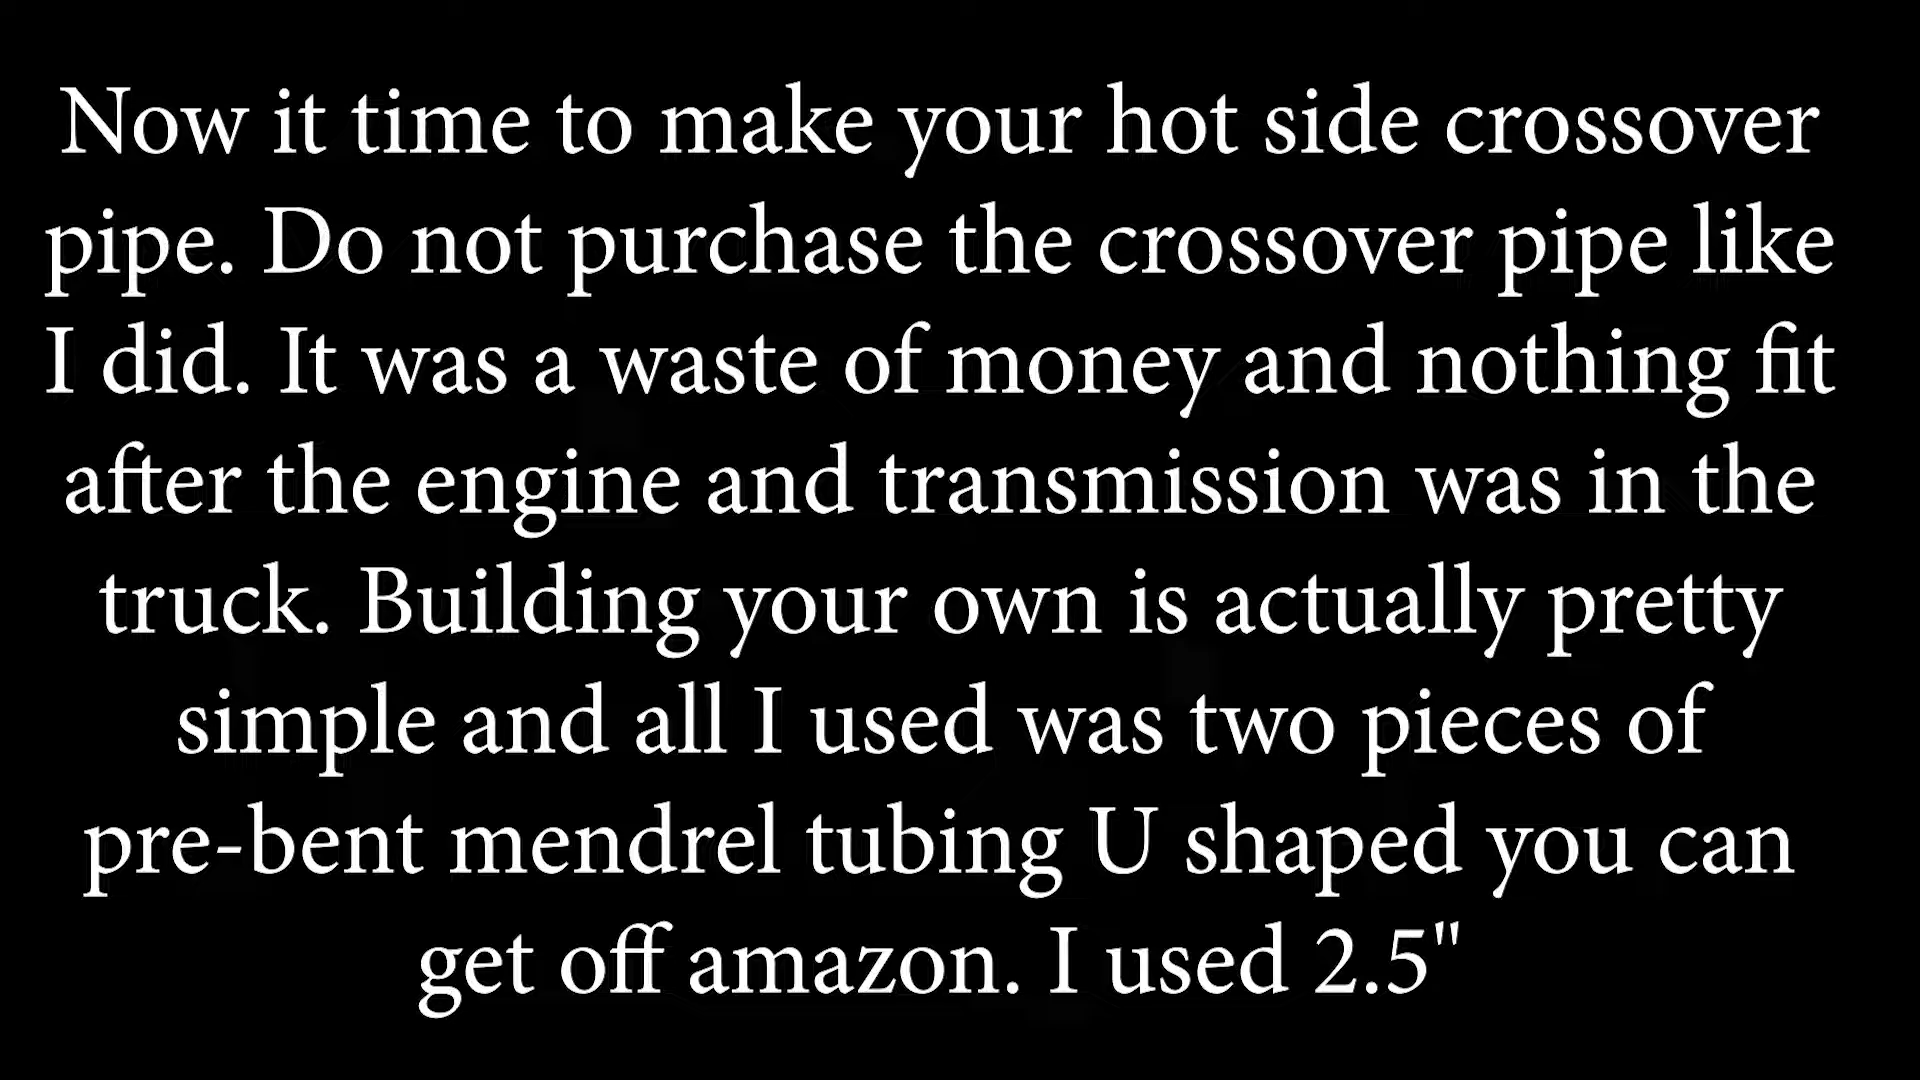 Now it time to make your hot side crossover
pipe. Do not purchase the crossover pipe like
I did. It was a waste of money and nothing fit
after the engine and transmission was in the
truck. Building your own is actually pretty
simple and all I used was two pieces of
pre-bent mendrel tubing U shaped you can
get off amazon. I used 2.5"